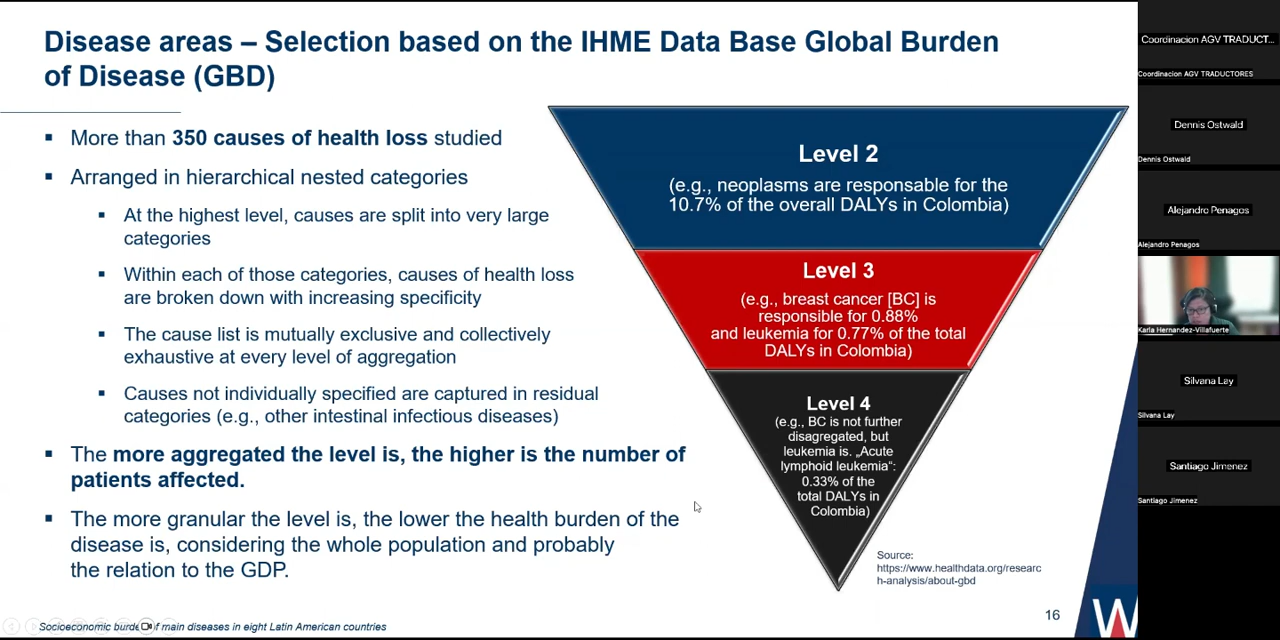 Disease areas – Selection based on the IHME Data Base Global Burden
of Disease (GBD)
▪ More than 350 causes of health loss studied
▪ Arranged in hierarchical nested categories
▪ At the highest level, causes are split into very large
categories
▪ Within each of those categories, causes of health loss
are broken down with increasing specificity
▪ The cause list is mutually exclusive and collectively
exhaustive at every level of aggregation
▪ Causes not individually specified are captured in residual
categories (e.g., other intestinal infectious diseases)
▪ The more aggregated the level is, the higher is the number of
patients affected.
▪ The more granular the level is, the lower the health burden of the
disease is, considering the whole population and probably
the relation to the GDP.
Level 2
(e.g., neoplasms are responsable for the
10.7% of the overall DALYs in Colombia)
Level 3
(e.g., breast cancer [BC] is
responsible for 0.88%
and leukemia for 0.77% of the total
DALYs in Colombia)
Level 4
(e.g., BC is not further
disagregated, but
leukemia is. „Acute
lymphoid leukemia“:
0.33% of the
total DALYs in
Colombia)
Source:
https://www.healthdata.org/researc
h-analysis/about-gbd
16
W
Socioeconomic burde of main diseases in eight Latin American countries
Coordinacion AGV TRADUCT...
Coordinacion AGV TRADUCTORES
Dennis Ostwald
Dennis Ostwald
Alejandro Penagos
Alejandro Penagos
Karla Hernandez-Villafuerte
Silvana Lay
Silvana Lay
Santiago Jimenez
Santiago Jimenez